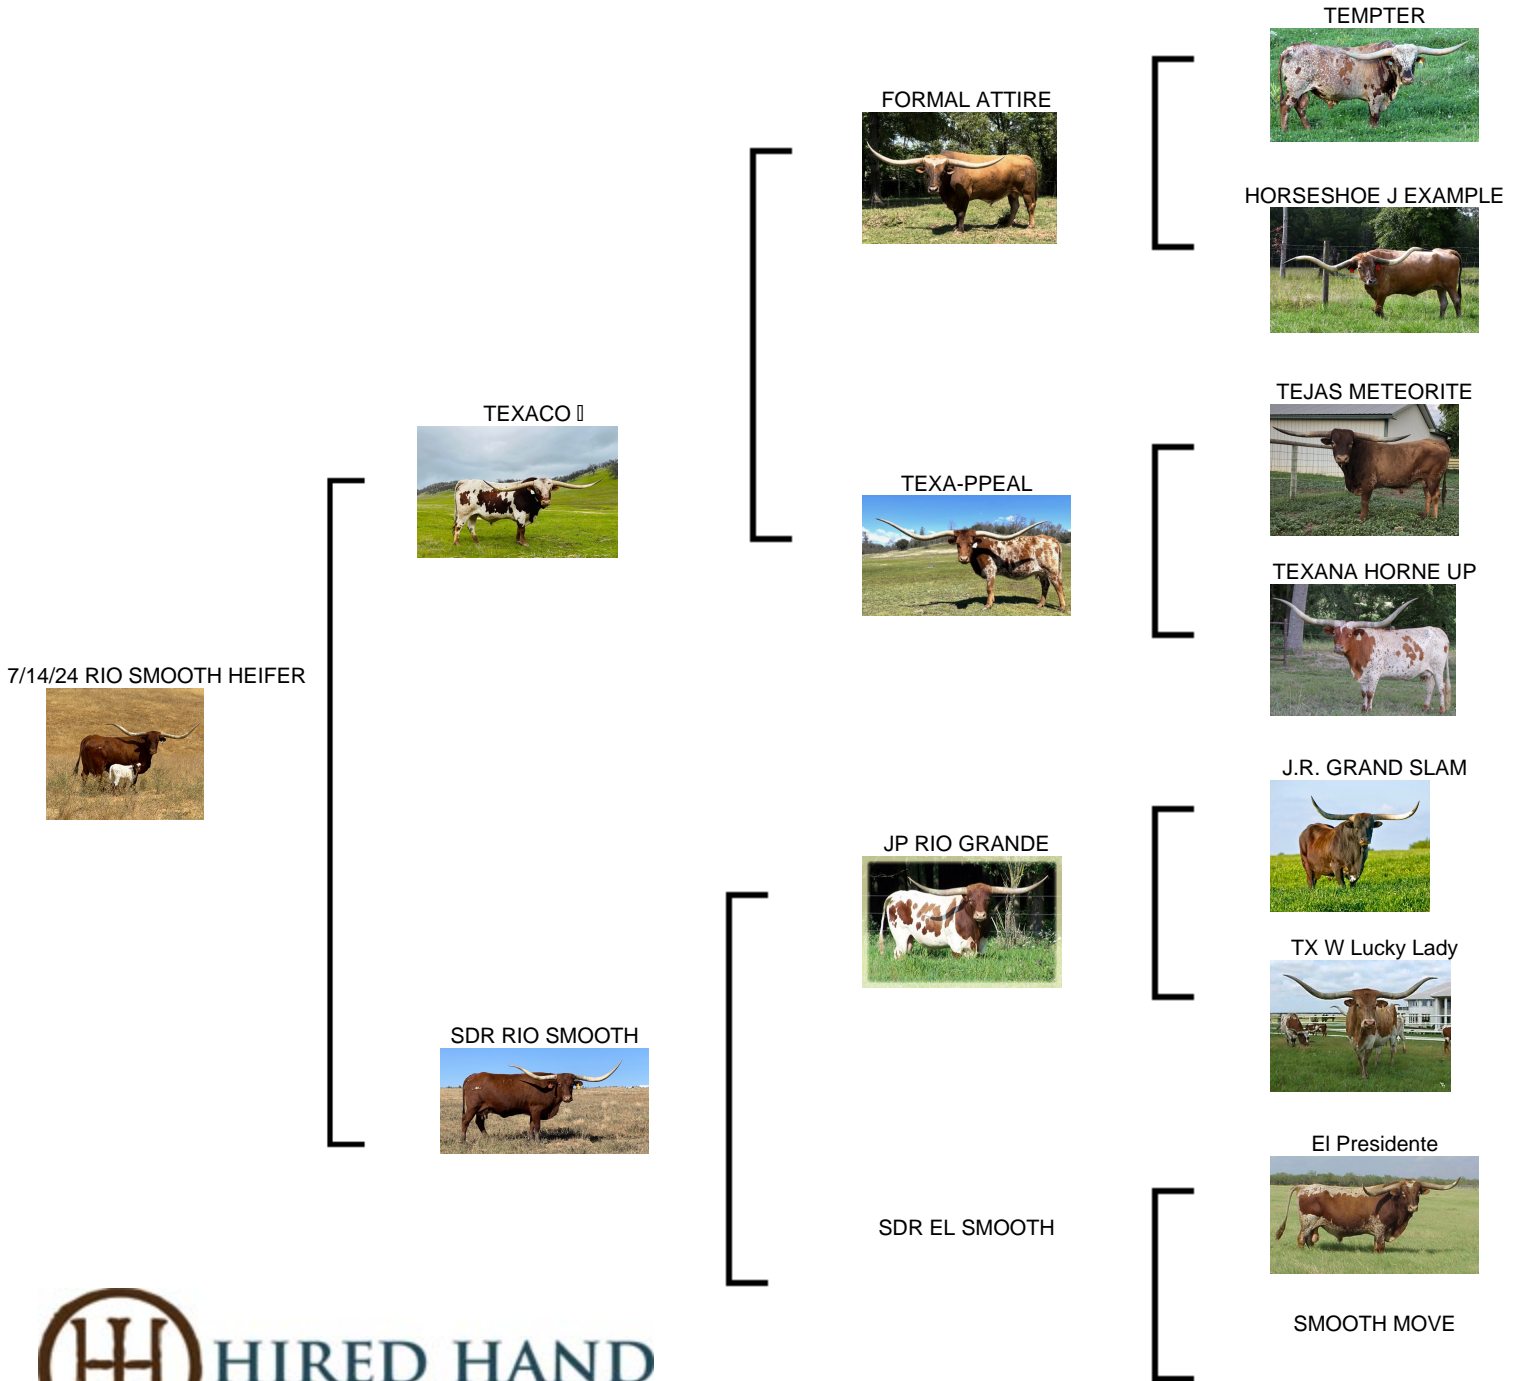 TEMPTER
FORMAL ATTIRE
HORSESHOE J EXAMPLE
TEJAS METEORITE
TEXACO
TEXA-PPEAL
TEXANA HORNE UP
7/14/24 RIO SMOOTH HEIFER
J.R. GRAND SLAM
JP RIO GRANDE
TX W Lucky Lady
SDR RIO SMOOTH
El Presidente
SDR EL SMOOTH
SMOOTH MOVE
HIRED HAND